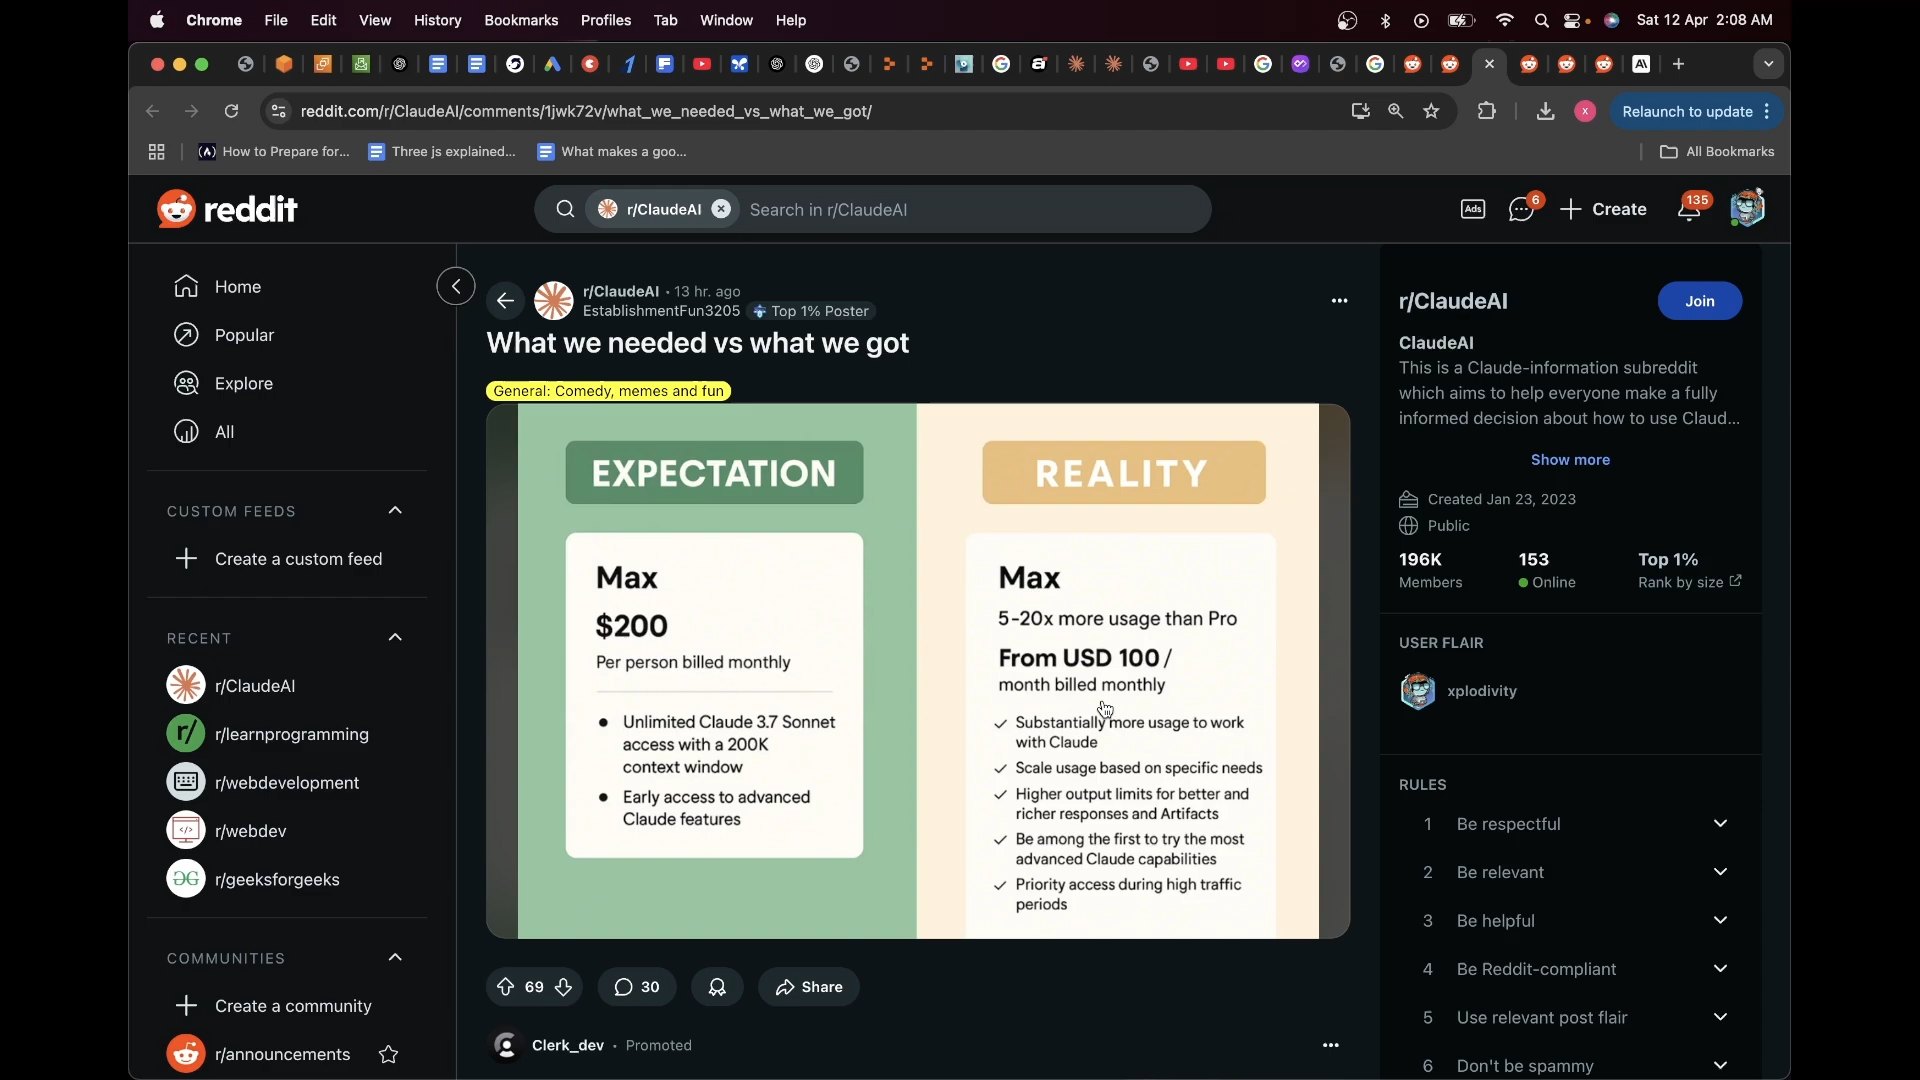 Chrome File Edit View History Bookmarks Profiles Tab Window Help
Sat 12 Apr 2:08 AM
reddit.com/r/ClaudeAI/comments/1jwk72v/what_we_needed_vs_what_we_got/
Relaunch to update
How to Prepare for...
Three js explained...
What makes a goo...
All Bookmarks
reddit
r/ClaudeAI
Search in r/ClaudeAI
Ads
6
Create
135
Home
Popular
Explore
All
CUSTOM FEEDS
Create a custom feed
RECENT
r/ClaudeAI
r/learnprogramming
r/webdevelopment
r/webdev
r/geeksforgeeks
COMMUNITIES
Create a community
r/announcements
r/ClaudeAI • 13 hr. ago
EstablishmentFun3205 Top 1% Poster
What we needed vs what we got
General: Comedy, memes and fun
EXPECTATION
Max
$200
Per person billed monthly
• Unlimited Claude 3.7 Sonnet
access with a 200K
context window
• Early access to advanced
Claude features
REALITY
Max
5-20x more usage than Pro
From USD 100 /
month billed monthly
✓ Substantially more usage to work
with Claude
✓ Scale usage based on specific needs
✓ Higher output limits for better and
richer responses and Artifacts
✓ Be among the first to try the most
advanced Claude capabilities
✓ Priority access during high traffic
periods
69
30
Share
Clerk_dev • Promoted
r/ClaudeAI
Join
ClaudeAI
This is a Claude-information subreddit
which aims to help everyone make a fully
informed decision about how to use Claud...
Show more
Created Jan 23, 2023
Public
196K 153 Top 1%
Members Online Rank by size
USER FLAIR
xplodivity
RULES
1 Be respectful
2 Be relevant
3 Be helpful
4 Be Reddit-compliant
5 Use relevant post flair
6 Don't be spammy